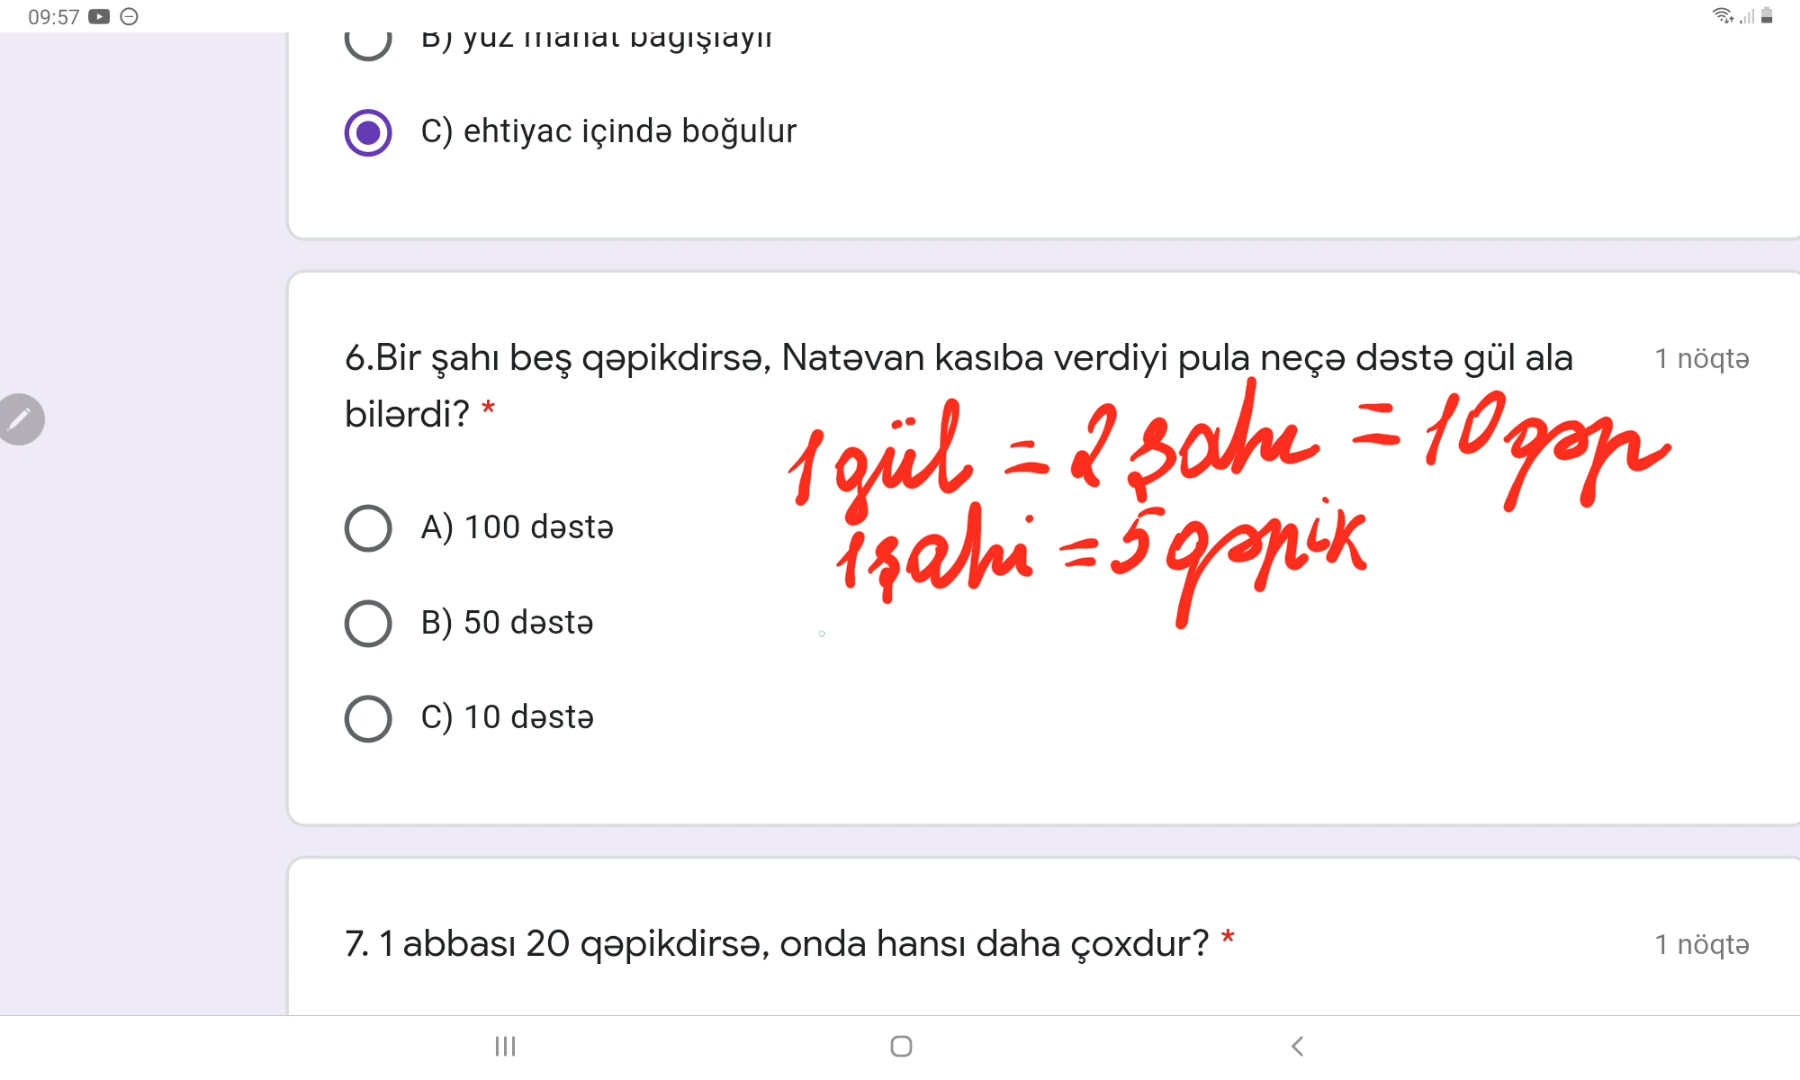 09:57
B) yüz manat bağışlayır
C) ehtiyac içində boğulur
6.Bir şahı beş qəpikdirsə, Natəvan kasıba verdiyi pula neçə dəstə gül ala bilərdi? *
1 nöqtə
1 gül = 2 şahı = 10 qəp
1 şahi = 5 qəpik
A) 100 dəstə
B) 50 dəstə
C) 10 dəstə
7. 1 abbası 20 qəpikdirsə, onda hansı daha çoxdur? *
1 nöqtə